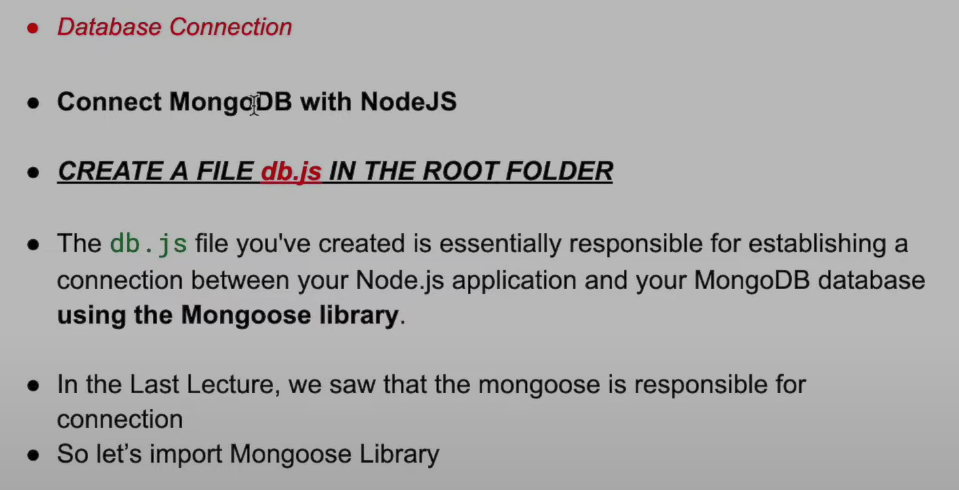 ● Database Connection
● Connect MongoDB with NodeJS
● CREATE A FILE db.js IN THE ROOT FOLDER
● The db.js file you've created is essentially responsible for establishing a
connection between your Node.js application and your MongoDB database
using the Mongoose library.
● In the Last Lecture, we saw that the mongoose is responsible for
connection
● So let’s import Mongoose Library